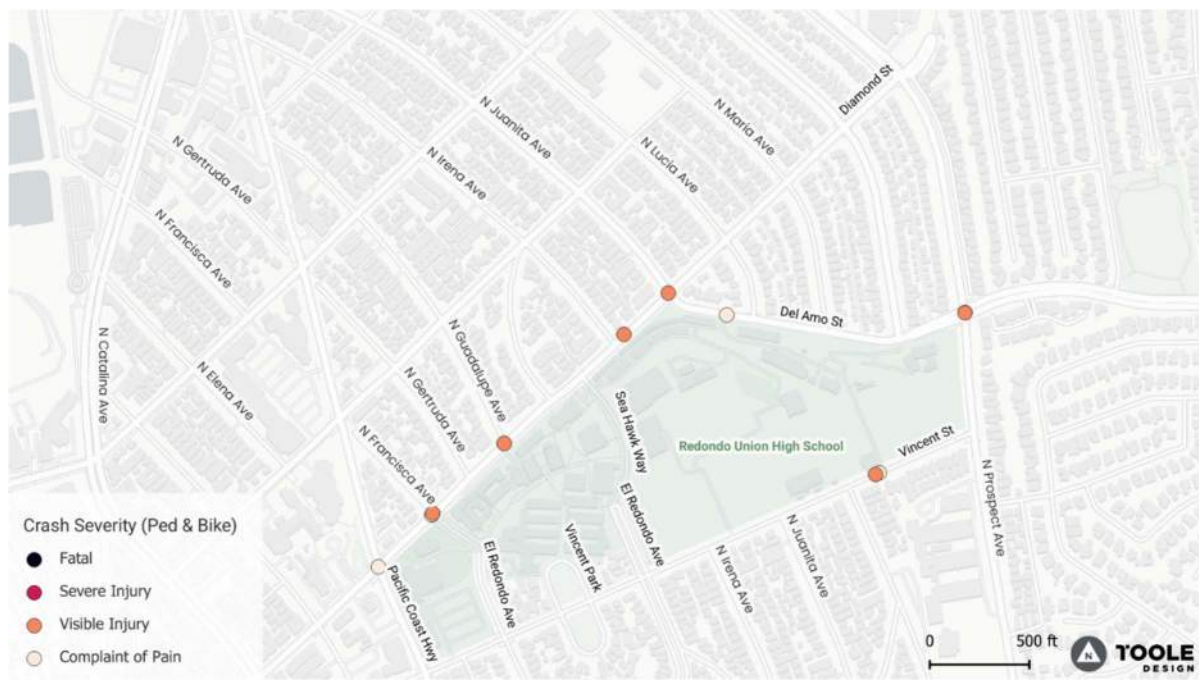 Diamond St
N Maria Ave
N Juanita Ave
N Lucia Ave
N Irena Ave
N Gertruda Ave
N Francisca Ave
Del Amo St
N Guadalupe Ave
N Catalina Ave
N Elena Ave
N Gertruda Ave
N Francisca Ave
Sea Hawk Way
Redondo Union High School
Vincent St
N Prospect Ave
El Redondo Ave
N Juanita Ave
N Irena Ave
Vincent Park
El Redondo Ave
Pacific Coast Hwy
Crash Severity (Ped & Bike)
Fatal
Severe Injury
Visible Injury
Complaint of Pain
0 500 ft
N
TOOLE
DESIGN